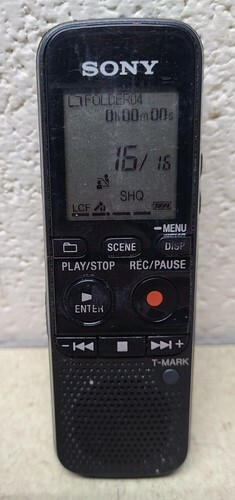 SONY
FOLDER04
0h00m00s
16/16
SHQ
LCF
MENU
SCENE
DISP
PLAY/STOP
REC/PAUSE
ENTER
T-MARK